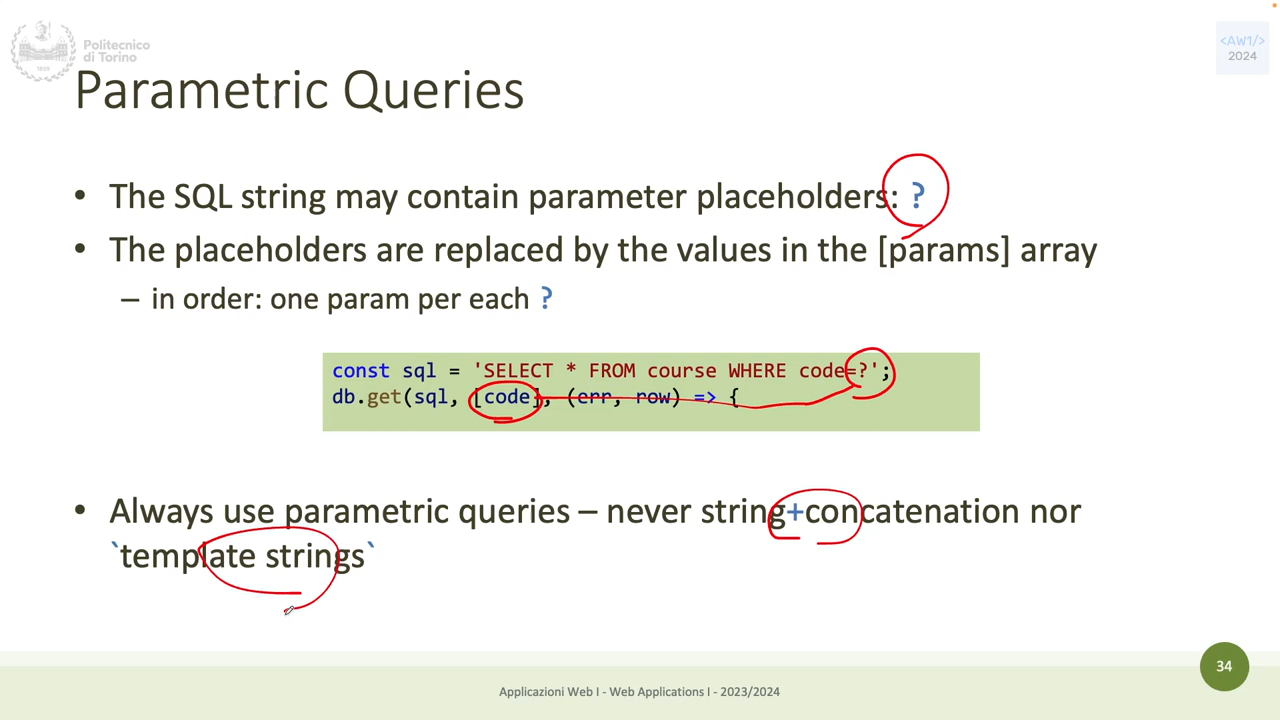 Politecnico
di Torino
1859
<AW1/>
2024
Parametric Queries
• The SQL string may contain parameter placeholders: ?
• The placeholders are replaced by the values in the [params] array
– in order: one param per each ?
const sql = 'SELECT * FROM course WHERE code=?';
db.get(sql, [code], (err, row) => {
• Always use parametric queries – never string+concatenation nor
`template strings`
34
Applicazioni Web I - Web Applications I - 2023/2024